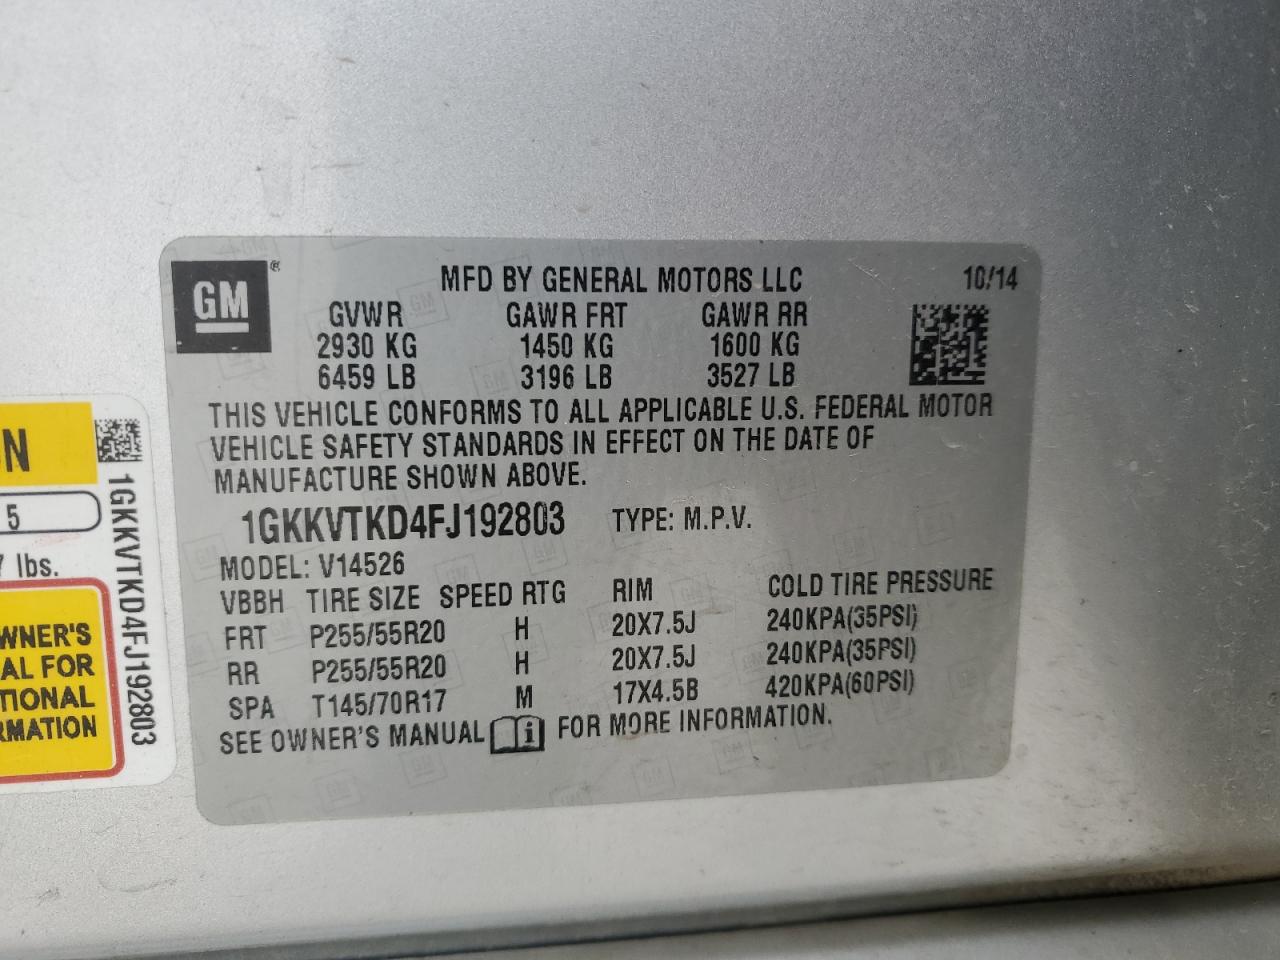 GM®
MFD BY GENERAL MOTORS LLC 10/14
GVWR GAWR FRT GAWR RR
2930 KG 1450 KG 1600 KG
6459 LB 3196 LB 3527 LB
THIS VEHICLE CONFORMS TO ALL APPLICABLE U.S. FEDERAL MOTOR
VEHICLE SAFETY STANDARDS IN EFFECT ON THE DATE OF
MANUFACTURE SHOWN ABOVE.
1GKKVTKD4FJ192803 TYPE: M.P.V.
MODEL: V14526
VBBH TIRE SIZE SPEED RTG RIM COLD TIRE PRESSURE
FRT P255/55R20 H 20X7.5J 240KPA(35PSI)
RR P255/55R20 H 20X7.5J 240KPA(35PSI)
SPA T145/70R17 M 17X4.5B 420KPA(60PSI)
SEE OWNER'S MANUAL i FOR MORE INFORMATION.
ON
5
7 lbs.
WNER'S
AL FOR
TIONAL
RMATION
1GKKVTKD4FJ192803